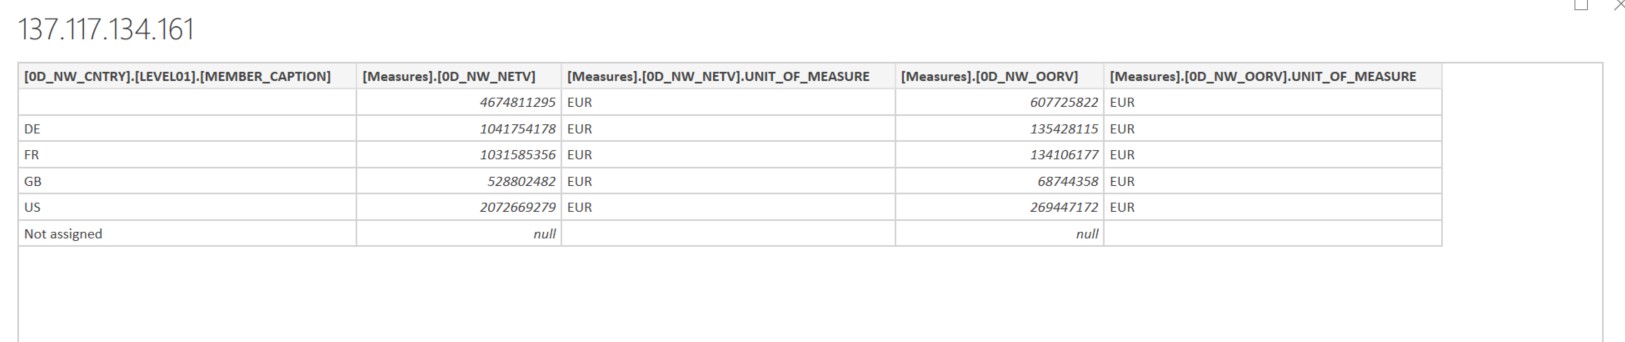 137.117.134.161
[0D_NW_CNTRY].[LEVEL01].[MEMBER_CAPTION] [Measures].[0D_NW_NETV] [Measures].[0D_NW_NETV].UNIT_OF_MEASURE [Measures].[0D_NW_OORV] [Measures].[0D_NW_OORV].UNIT_OF_MEASURE
4674811295 EUR 607725822 EUR
DE 1041754178 EUR 135428115 EUR
FR 1031585356 EUR 134106177 EUR
GB 528802482 EUR 68744358 EUR
US 2072669279 EUR 269447172 EUR
Not assigned null null